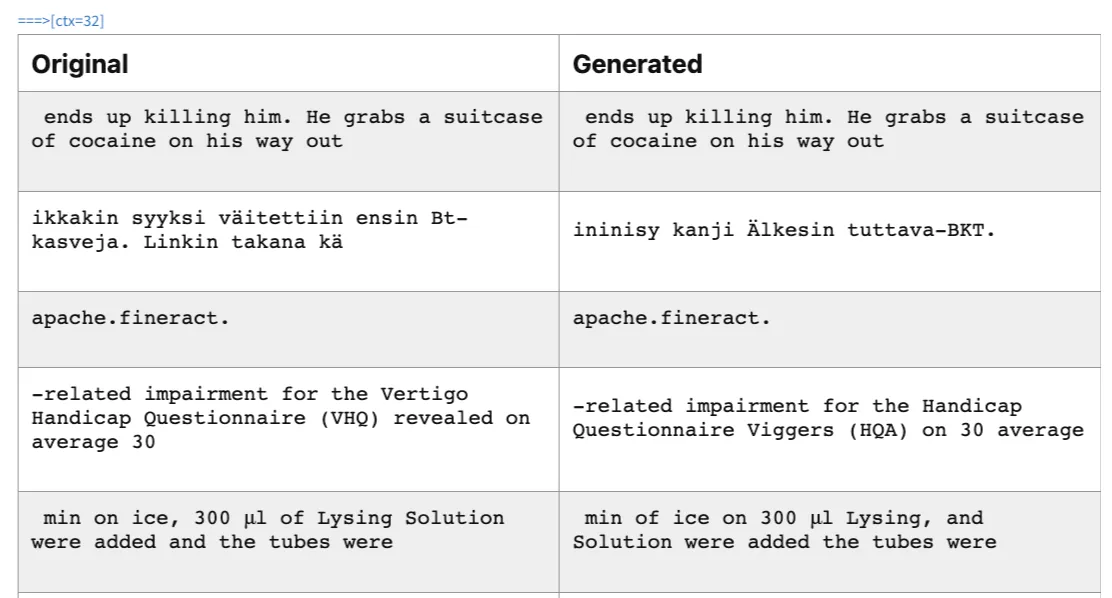 ===>[ctx=32]
Original
Generated
ends up killing him. He grabs a suitcase
of cocaine on his way out
ends up killing him. He grabs a suitcase
of cocaine on his way out
ikkakin syyksi väitettiin ensin Bt-
kasveja. Linkin takana kä
ininisy kanji Älkesin tuttava-BKT.
apache.fineract.
apache.fineract.
-related impairment for the Vertigo
Handicap Questionnaire (VHQ) revealed on
average 30
-related impairment for the Handicap
Questionnaire Viggers (HQA) on 30 average
min on ice, 300 µl of Lysing Solution
were added and the tubes were
min of ice on 300 µl Lysing, and
Solution were added the tubes were